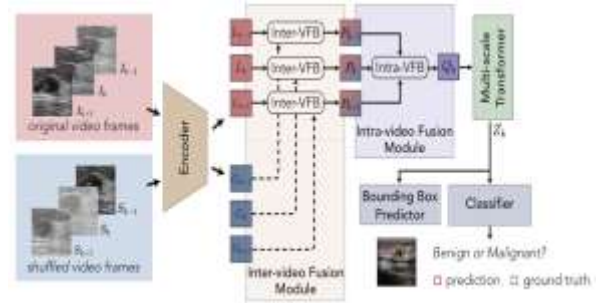 original video frames
shuffled video frames
Encoder
Inter-VFB
Inter-VFB
Inter-VFB
Inter-video Fusion
Module
Intra-VFB
Intra-video Fusion
Module
Multi-scale
Transformer
Bounding Box
Predictor
Classifier
Benign or Malignant?
prediction
ground truth